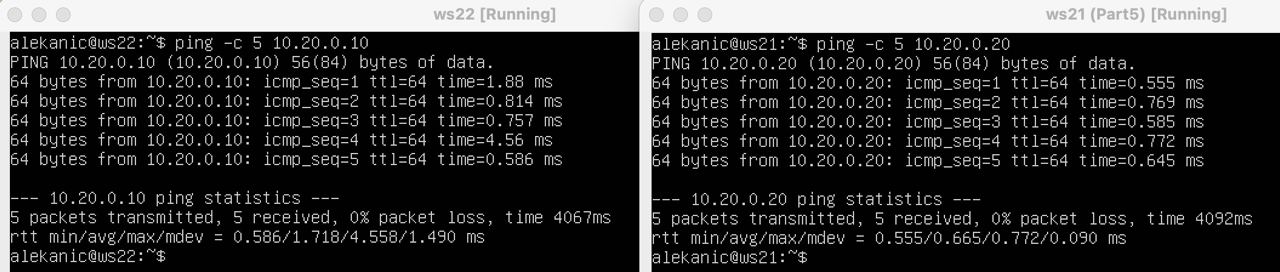 ws22 [Running]
alekanic@ws22:~$ ping -c 5 10.20.0.10
PING 10.20.0.10 (10.20.0.10) 56(84) bytes of data.
64 bytes from 10.20.0.10: icmp_seq=1 ttl=64 time=1.88 ms
64 bytes from 10.20.0.10: icmp_seq=2 ttl=64 time=0.814 ms
64 bytes from 10.20.0.10: icmp_seq=3 ttl=64 time=0.757 ms
64 bytes from 10.20.0.10: icmp_seq=4 ttl=64 time=4.56 ms
64 bytes from 10.20.0.10: icmp_seq=5 ttl=64 time=0.586 ms
--- 10.20.0.10 ping statistics ---
5 packets transmitted, 5 received, 0% packet loss, time 4067ms
rtt min/avg/max/mdev = 0.586/1.718/4.558/1.490 ms
alekanic@ws22:~$
ws21 (Part5) [Running]
alekanic@ws21:~$ ping -c 5 10.20.0.20
PING 10.20.0.20 (10.20.0.20) 56(84) bytes of data.
64 bytes from 10.20.0.20: icmp_seq=1 ttl=64 time=0.555 ms
64 bytes from 10.20.0.20: icmp_seq=2 ttl=64 time=0.769 ms
64 bytes from 10.20.0.20: icmp_seq=3 ttl=64 time=0.585 ms
64 bytes from 10.20.0.20: icmp_seq=4 ttl=64 time=0.772 ms
64 bytes from 10.20.0.20: icmp_seq=5 ttl=64 time=0.645 ms
--- 10.20.0.20 ping statistics ---
5 packets transmitted, 5 received, 0% packet loss, time 4092ms
rtt min/avg/max/mdev = 0.555/0.665/0.772/0.090 ms
alekanic@ws21:~$